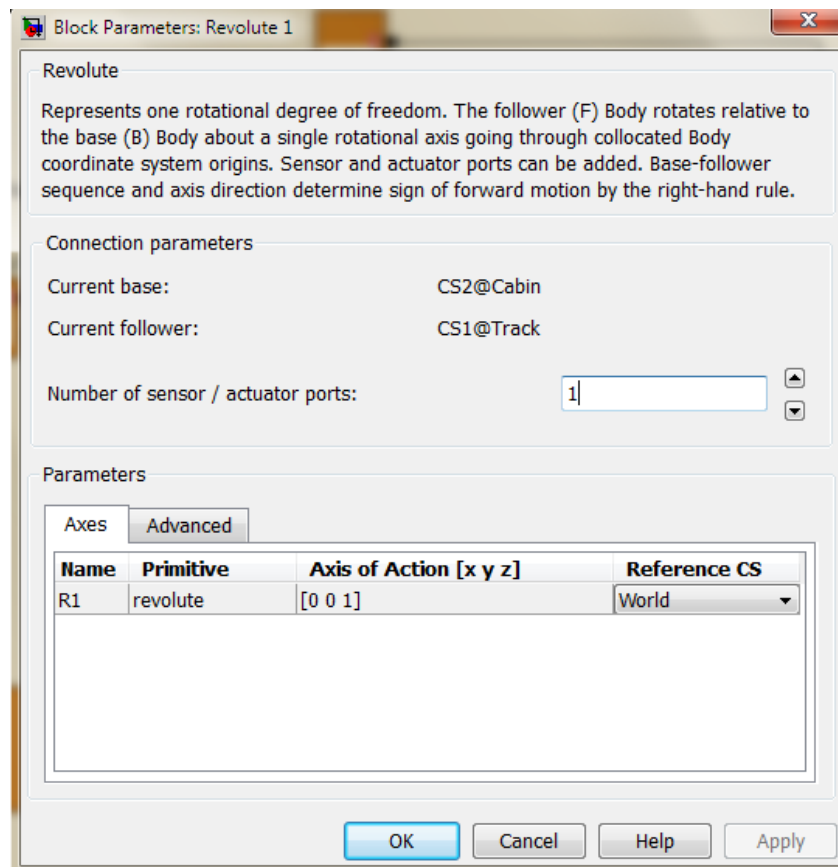 Block Parameters: Revolute 1
Revolute
Represents one rotational degree of freedom. The follower (F) Body rotates relative to
the base (B) Body about a single rotational axis going through collocated Body
coordinate system origins. Sensor and actuator ports can be added. Base-follower
sequence and axis direction determine sign of forward motion by the right-hand rule.
Connection parameters
Current base: CS2@Cabin
Current follower: CS1@Track
Number of sensor / actuator ports: 1
Parameters
Axes Advanced
Name Primitive Axis of Action [x y z] Reference CS
R1 revolute [0 0 1] World
OK Cancel Help Apply